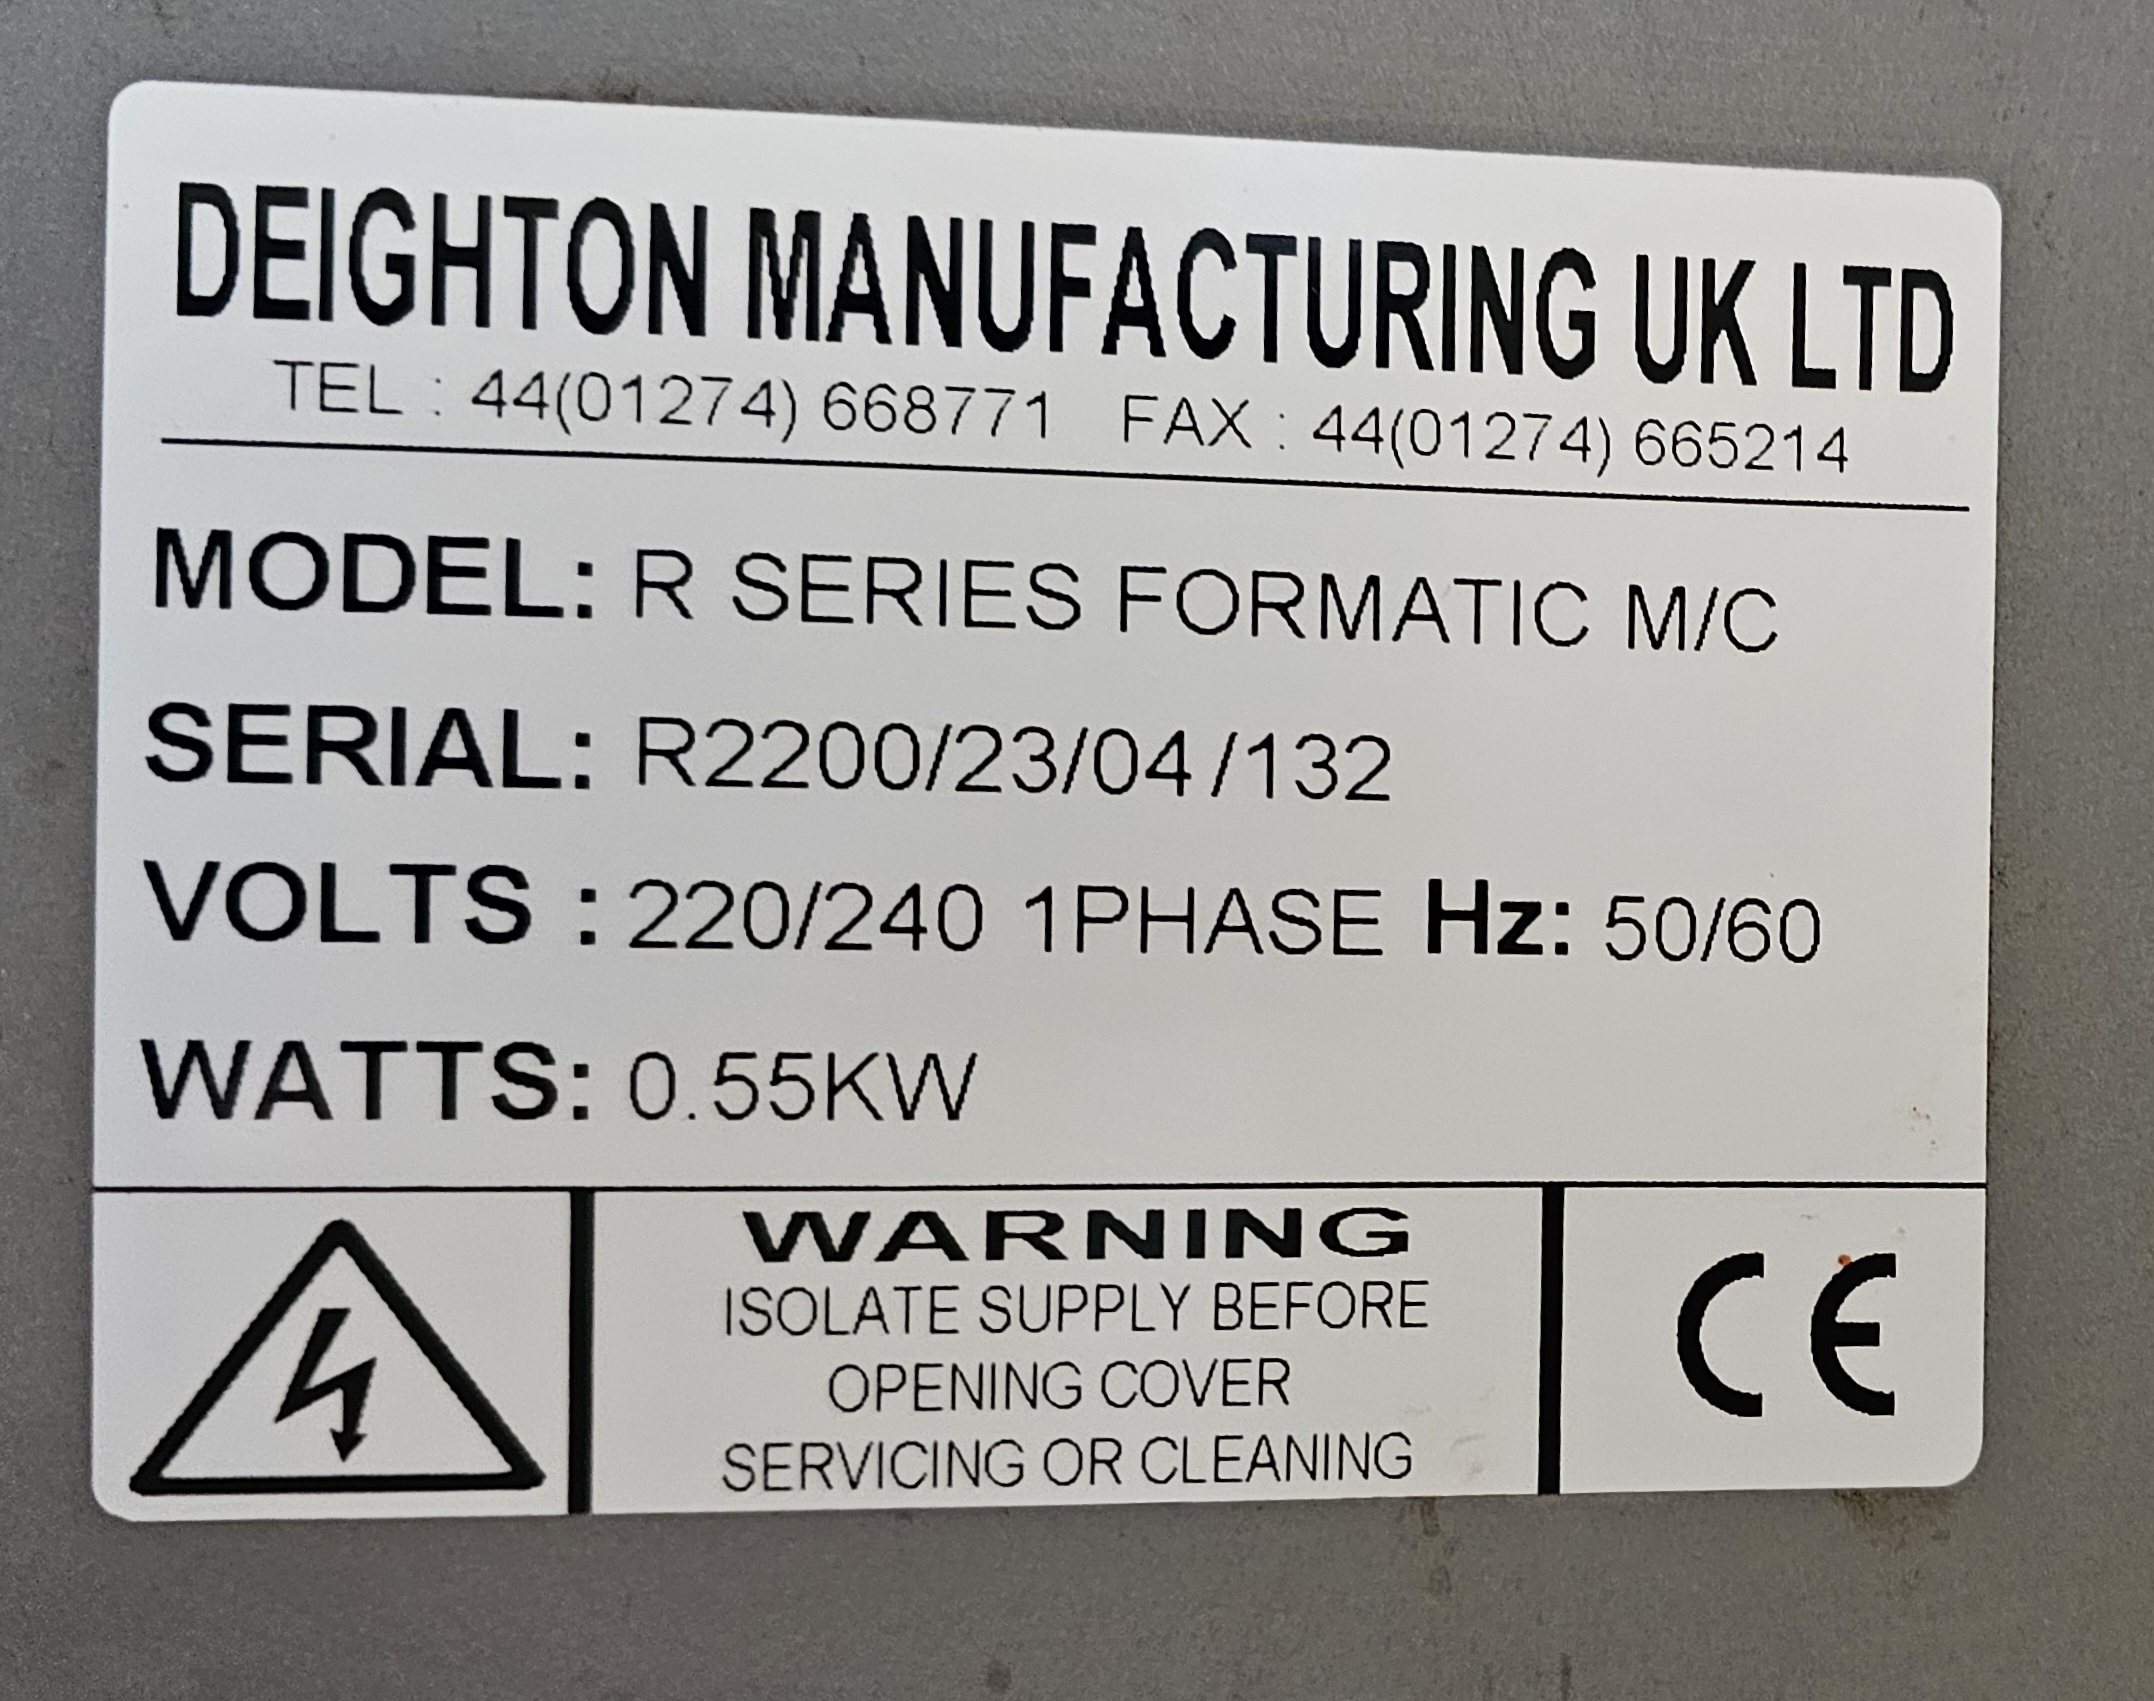 DEIGHTON MANUFACTURING UK LTD
TEL : 44(01274) 668771 FAX : 44(01274) 665214
MODEL: R SERIES FORMATIC M/C
SERIAL: R2200/23/04/132
VOLTS : 220/240 1PHASE Hz: 50/60
WATTS: 0.55KW
WARNING
ISOLATE SUPPLY BEFORE
OPENING COVER
SERVICING OR CLEANING
CE